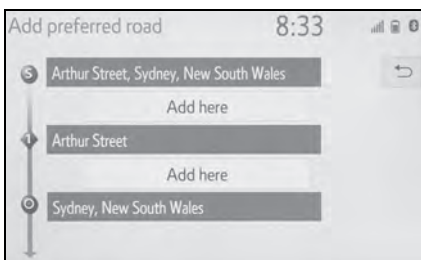 Add preferred road 8:33
S Arthur Street, Sydney, New South Wales
Add here
1 Arthur Street
Add here
Sydney, New South Wales